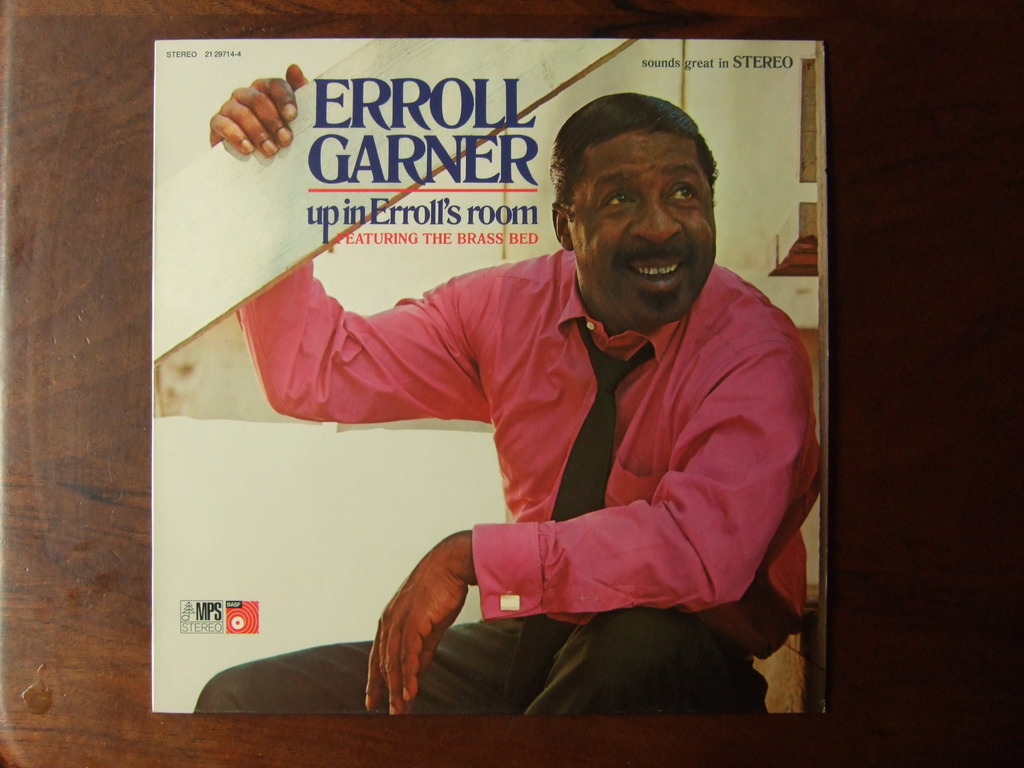 STEREO 21 29714-4
sounds great in STEREO
ERROLL
GARNER
up in Erroll's room
FEATURING THE BRASS BED
MPS
STEREO
BASF